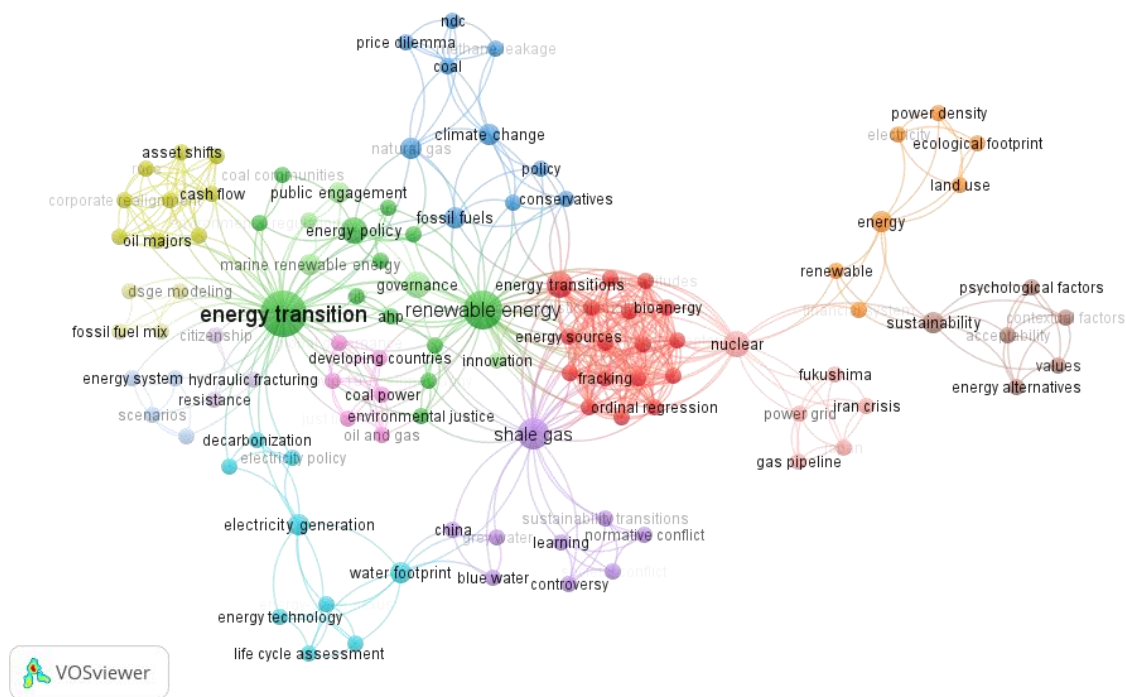 ndc
price dilemma
methane leakage
coal
power density
electricity
climate change
ecological footprint
natural gas
asset shifts
policy
coal communities
land use
public engagement
cash flow
corporate realignment
conservatives
fossil fuels
energy
energy policy
oil majors
marine renewable energy
renewable
energy transitions
governance
psychological factors
dsge modeling
bioenergy
energy transition
renewable energy
ahp
sustainability
contextual factors
fossil fuel mix
citizenship
acceptability
energy sources
nuclear
developing countries
innovation
values
energy system
hydraulic fracturing
fracking
fukushima
energy alternatives
coal power
resistance
ordinal regression
iran crisis
scenarios
environmental justice
power grid
oil and gas
shale gas
decarbonization
japan
electricity policy
gas pipeline
sustainability transitions
electricity generation
china
normative conflict
grey water
learning
water footprint
blue water
controversy
energy technology
life cycle assessment
VOSviewer